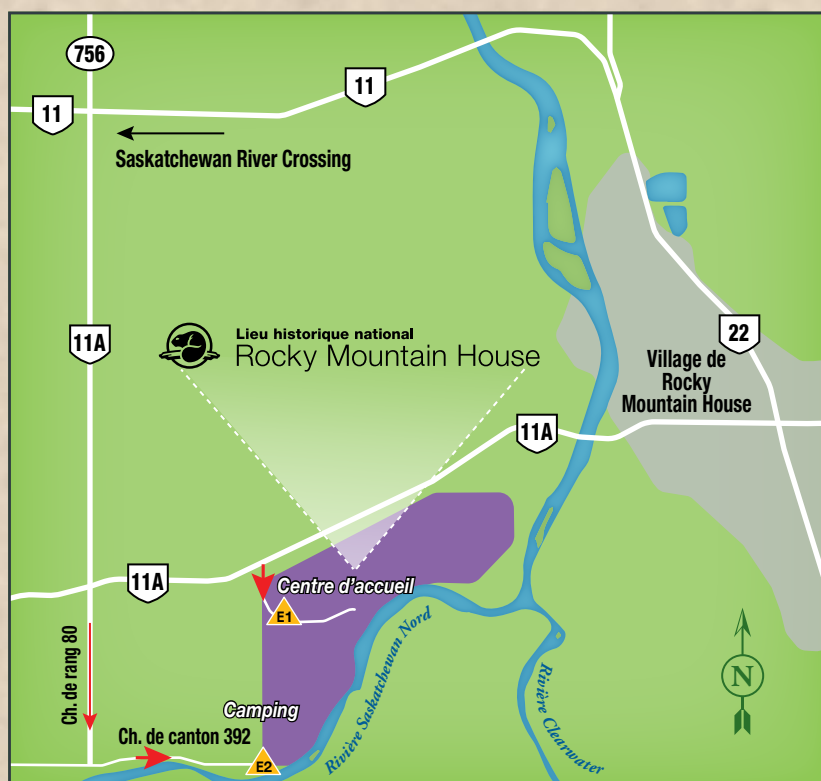 756
11
11
Saskatchewan River Crossing
11A
Lieu historique national
Rocky Mountain House
22
Village de
Rocky
Mountain House
11A
11A
Centre d'accueil
E1
Ch. de rang 80
Camping
Ch. de canton 392
E2
Rivière Saskatchewan Nord
Rivière Clearwater
N